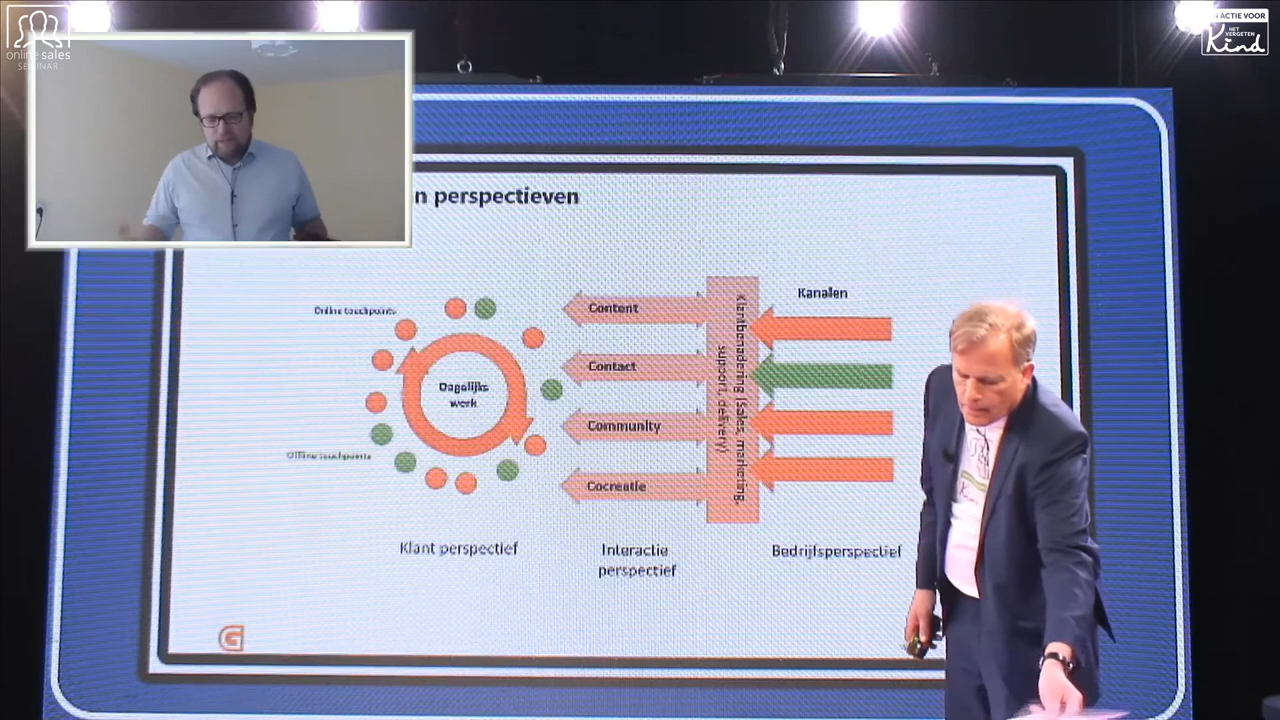 online sales
SEMINAR
N ACTIE VOOR
HET
VERGETEN
Kind
n perspectieven
Online touchpoints
Dagelijks
werk
Offline touchpoints
Content
Contact
Community
Cocreatie
Klantbenadering (Sales, marketing,
support, delivery)
Kanalen
Klant perspectief
Interactie
perspectief
Bedrijfsperspectief
G